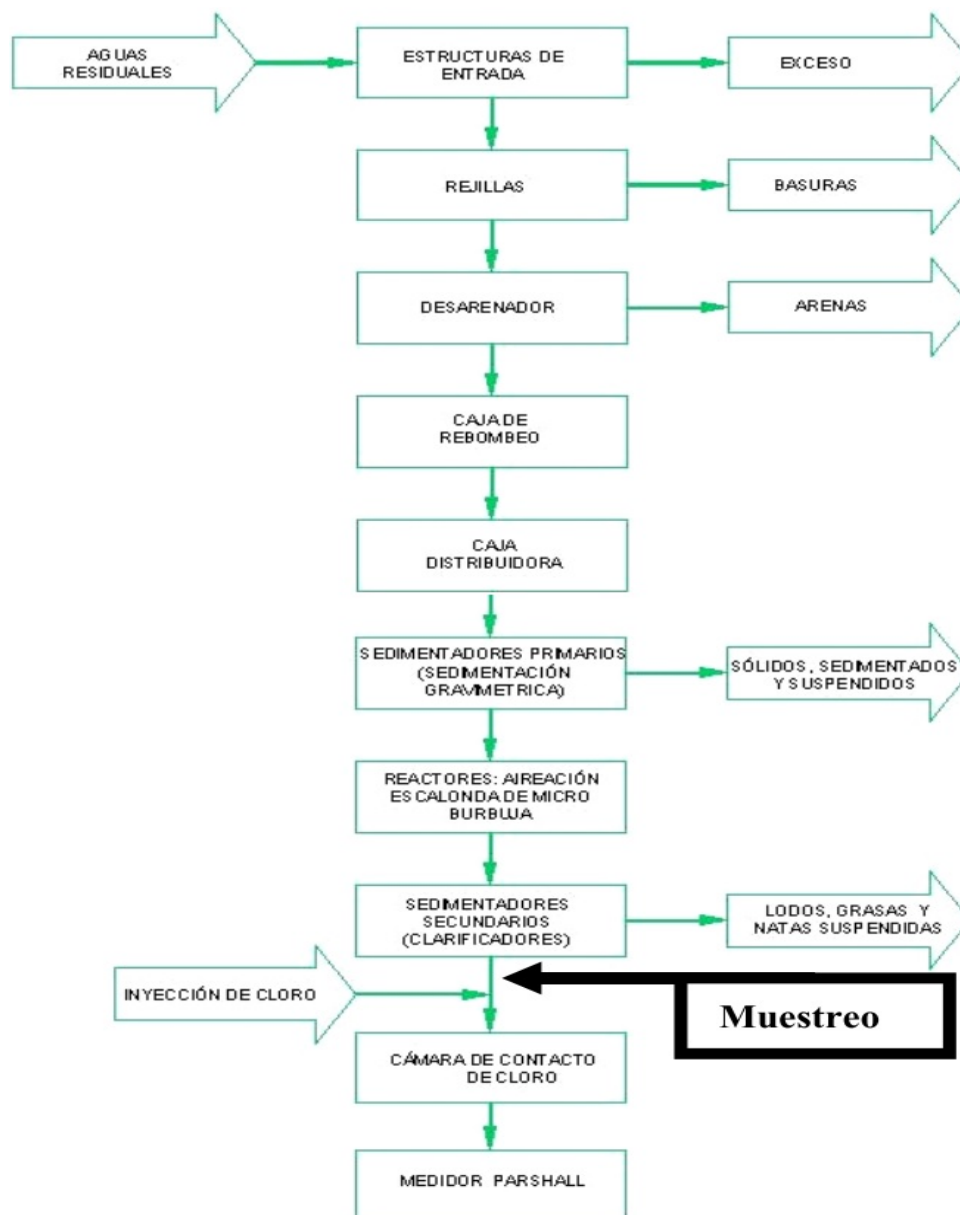 AGUAS
RESIDUALES
ESTRUCTURAS DE
ENTRADA
EXCESO
REJILLAS
BASURAS
DESARENADOR
ARENAS
CAJA DE
REBOMBEO
CAJA
DISTRIBUIDORA
SEDIMENTADORES PRIMARIOS
(SEDIMENTACIÓN
GRAVIMETRICA)
SÓLIDOS, SEDIMENTADOS
Y SUSPENDIDOS
REACTORES: AIREACIÓN
ESCALONDA DE MICRO
BURBUJA
SEDIMENTADORES
SECUNDARIOS
(CLARIFICADORES)
LODOS, GRASAS Y
NATAS SUSPENDIDAS
INYECCIÓN DE CLORO
Muestreo
CÁMARA DE CONTACTO
DE CLORO
MEDIDOR PARSHALL